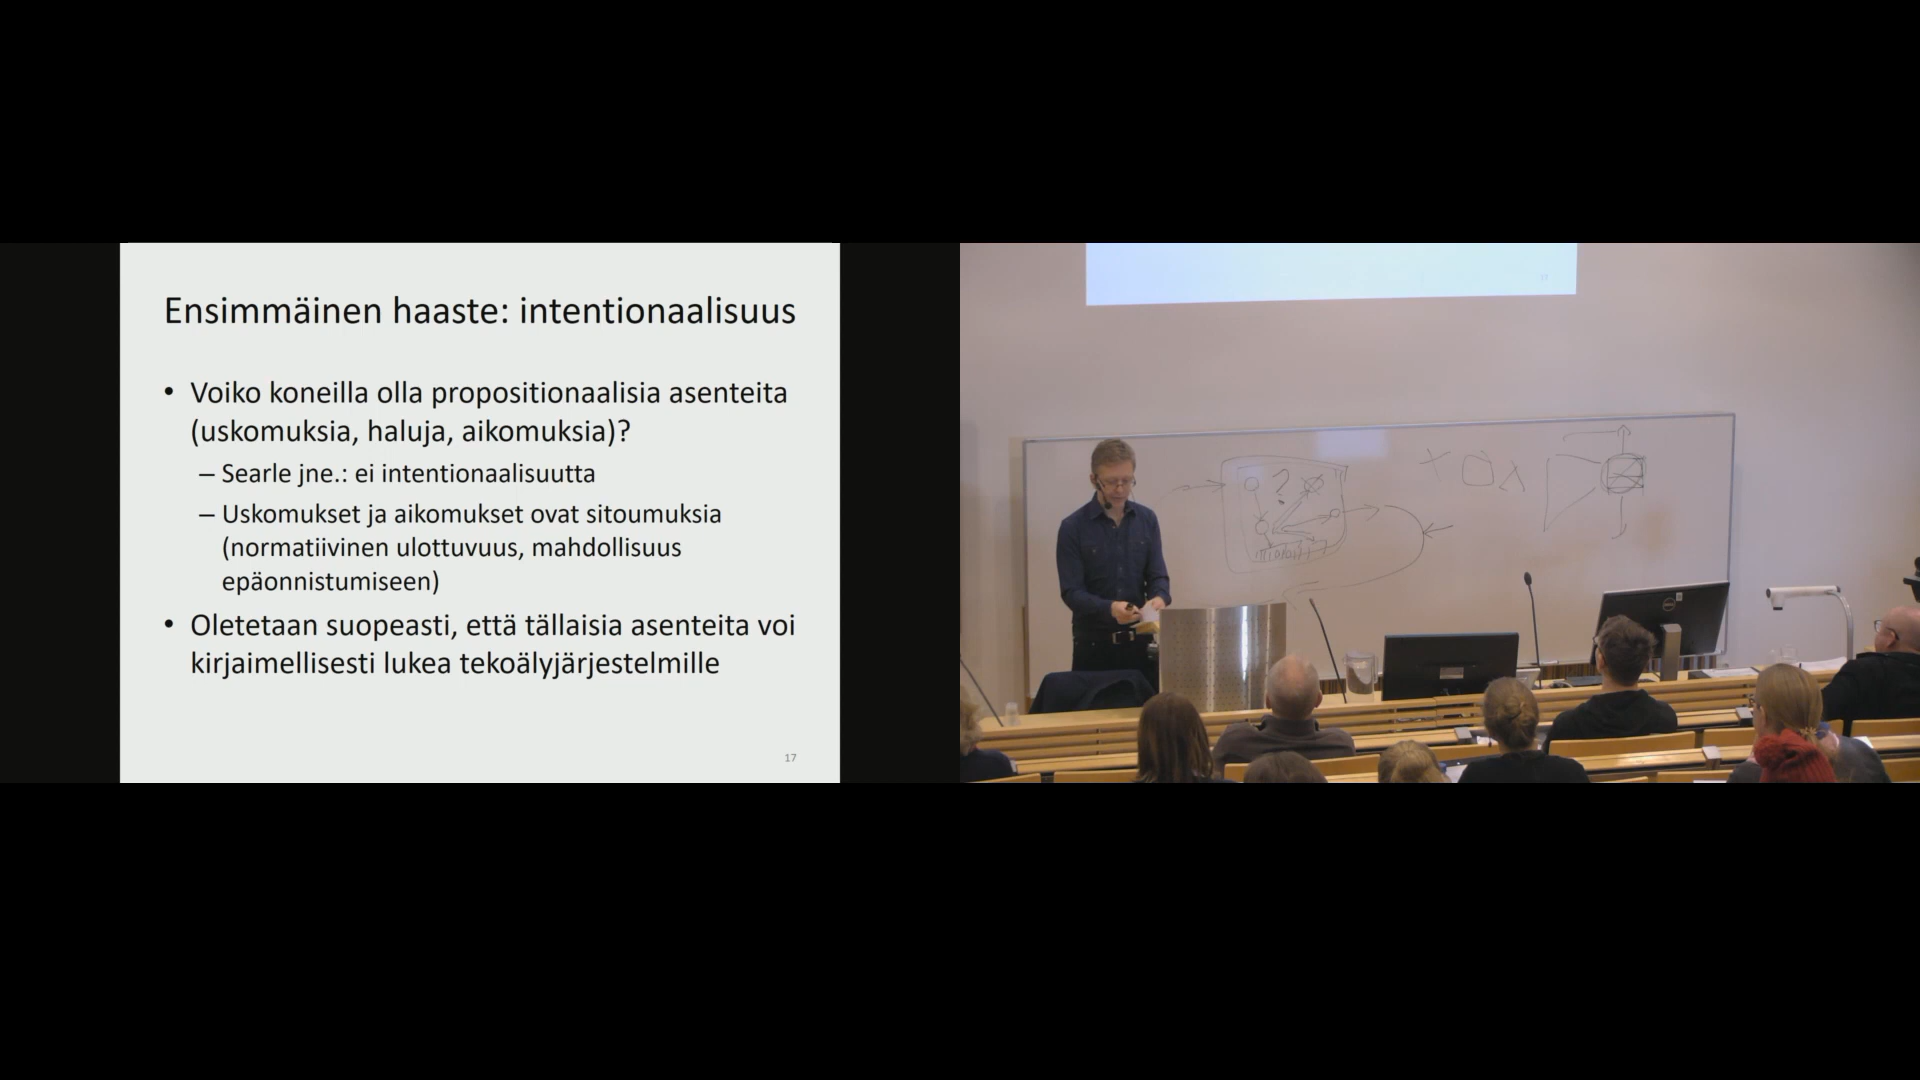 Ensimmäinen haaste: intentionaalisuus
• Voiko koneilla olla propositionaalisia asenteita
(uskomuksia, haluja, aikomuksia)?
– Searle jne.: ei intentionaalisuutta
– Uskomukset ja aikomukset ovat sitoumuksia
(normatiivinen ulottuvuus, mahdollisuus
epäonnistumiseen)
• Oletetaan suopeasti, että tällaisia asenteita voi
kirjaimellisesti lukea tekoälyjärjestelmille
17
?